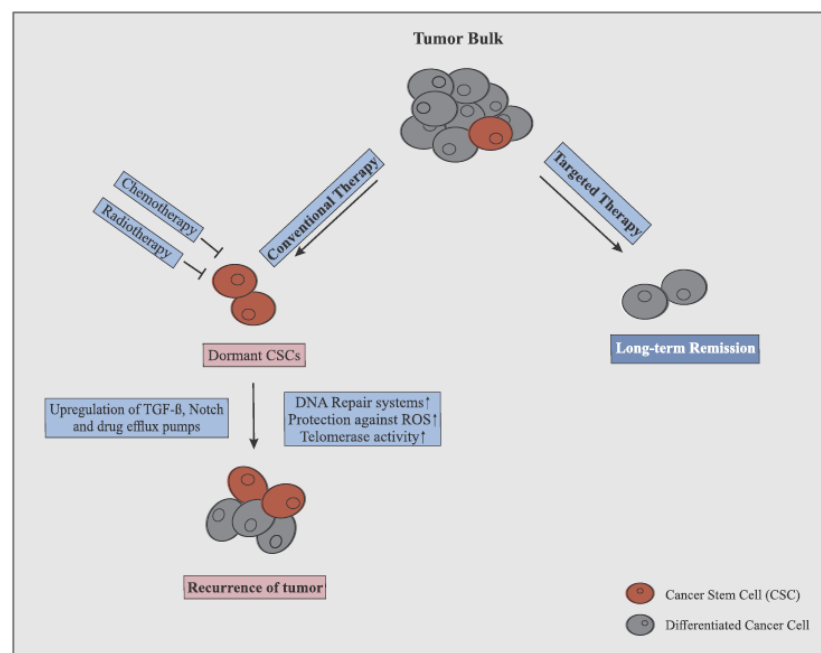 Tumor Bulk
Conventional Therapy
Targeted Therapy
Chemotherapy
Radiotherapy
Dormant CSCs
Long-term Remission
Upregulation of TGF-ß, Notch
and drug efflux pumps
DNA Repair systems↑
Protection against ROS↑
Telomerase activity↑
Recurrence of tumor
Cancer Stem Cell (CSC)
Differentiated Cancer Cell